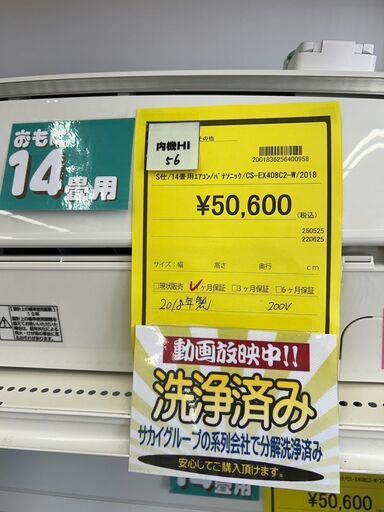 おも
14畳用
内機HI
56
その他
2001836256400958
S仕/14畳用エアコン/パナソニック/CS-EX408C2-W/2018
¥50,600
(税込)
250525
220625
サイズ:幅 高さ 奥行 cm
□現状販売 ヶ月保証 □3ヶ月保証 □6ヶ月保証
2018年製 200V
動画放映中!!
洗浄済み
サカイグループの系列会社で分解洗浄済み
安心してご購入頂けます。
14畳用
¥50,600
(税込)